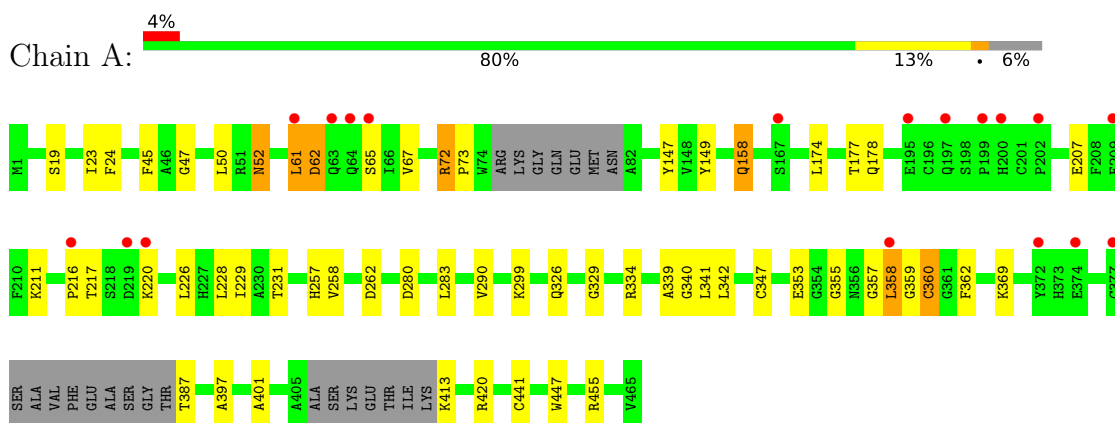 4%
Chain A:
80% 13% • 6%
M1 S19 I23 F24 F45 A46 G47 L50 R51 N52 L61 D62 Q63 Q64 S65 I66 V67 R72 P73 W74 ARG LYS GLY GLN GLU MET ASN A82 Y147 V148 Y149 Q158 S167 L174 T177 Q178 E195 C196 Q197 S198 P199 H200 C201 P202 E207 F208
F210 K211 P216 T217 S218 D219 K220 L226 H227 L228 I229 A230 T231 H257 V258 D262 D280 L283 V290 K299 Q326 G329 R334 A339 G340 L341 L342 C347 E353 G354 G355 N356 G357 L358 G359 C360 G361 F362 K369 Y372 H373 E374
SER ALA VAL PHE GLU ALA SER GLY THR T387 A397 A401 A405 ALA SER LYS GLU THR ILE LYS K413 R420 C441 W447 R455 V465